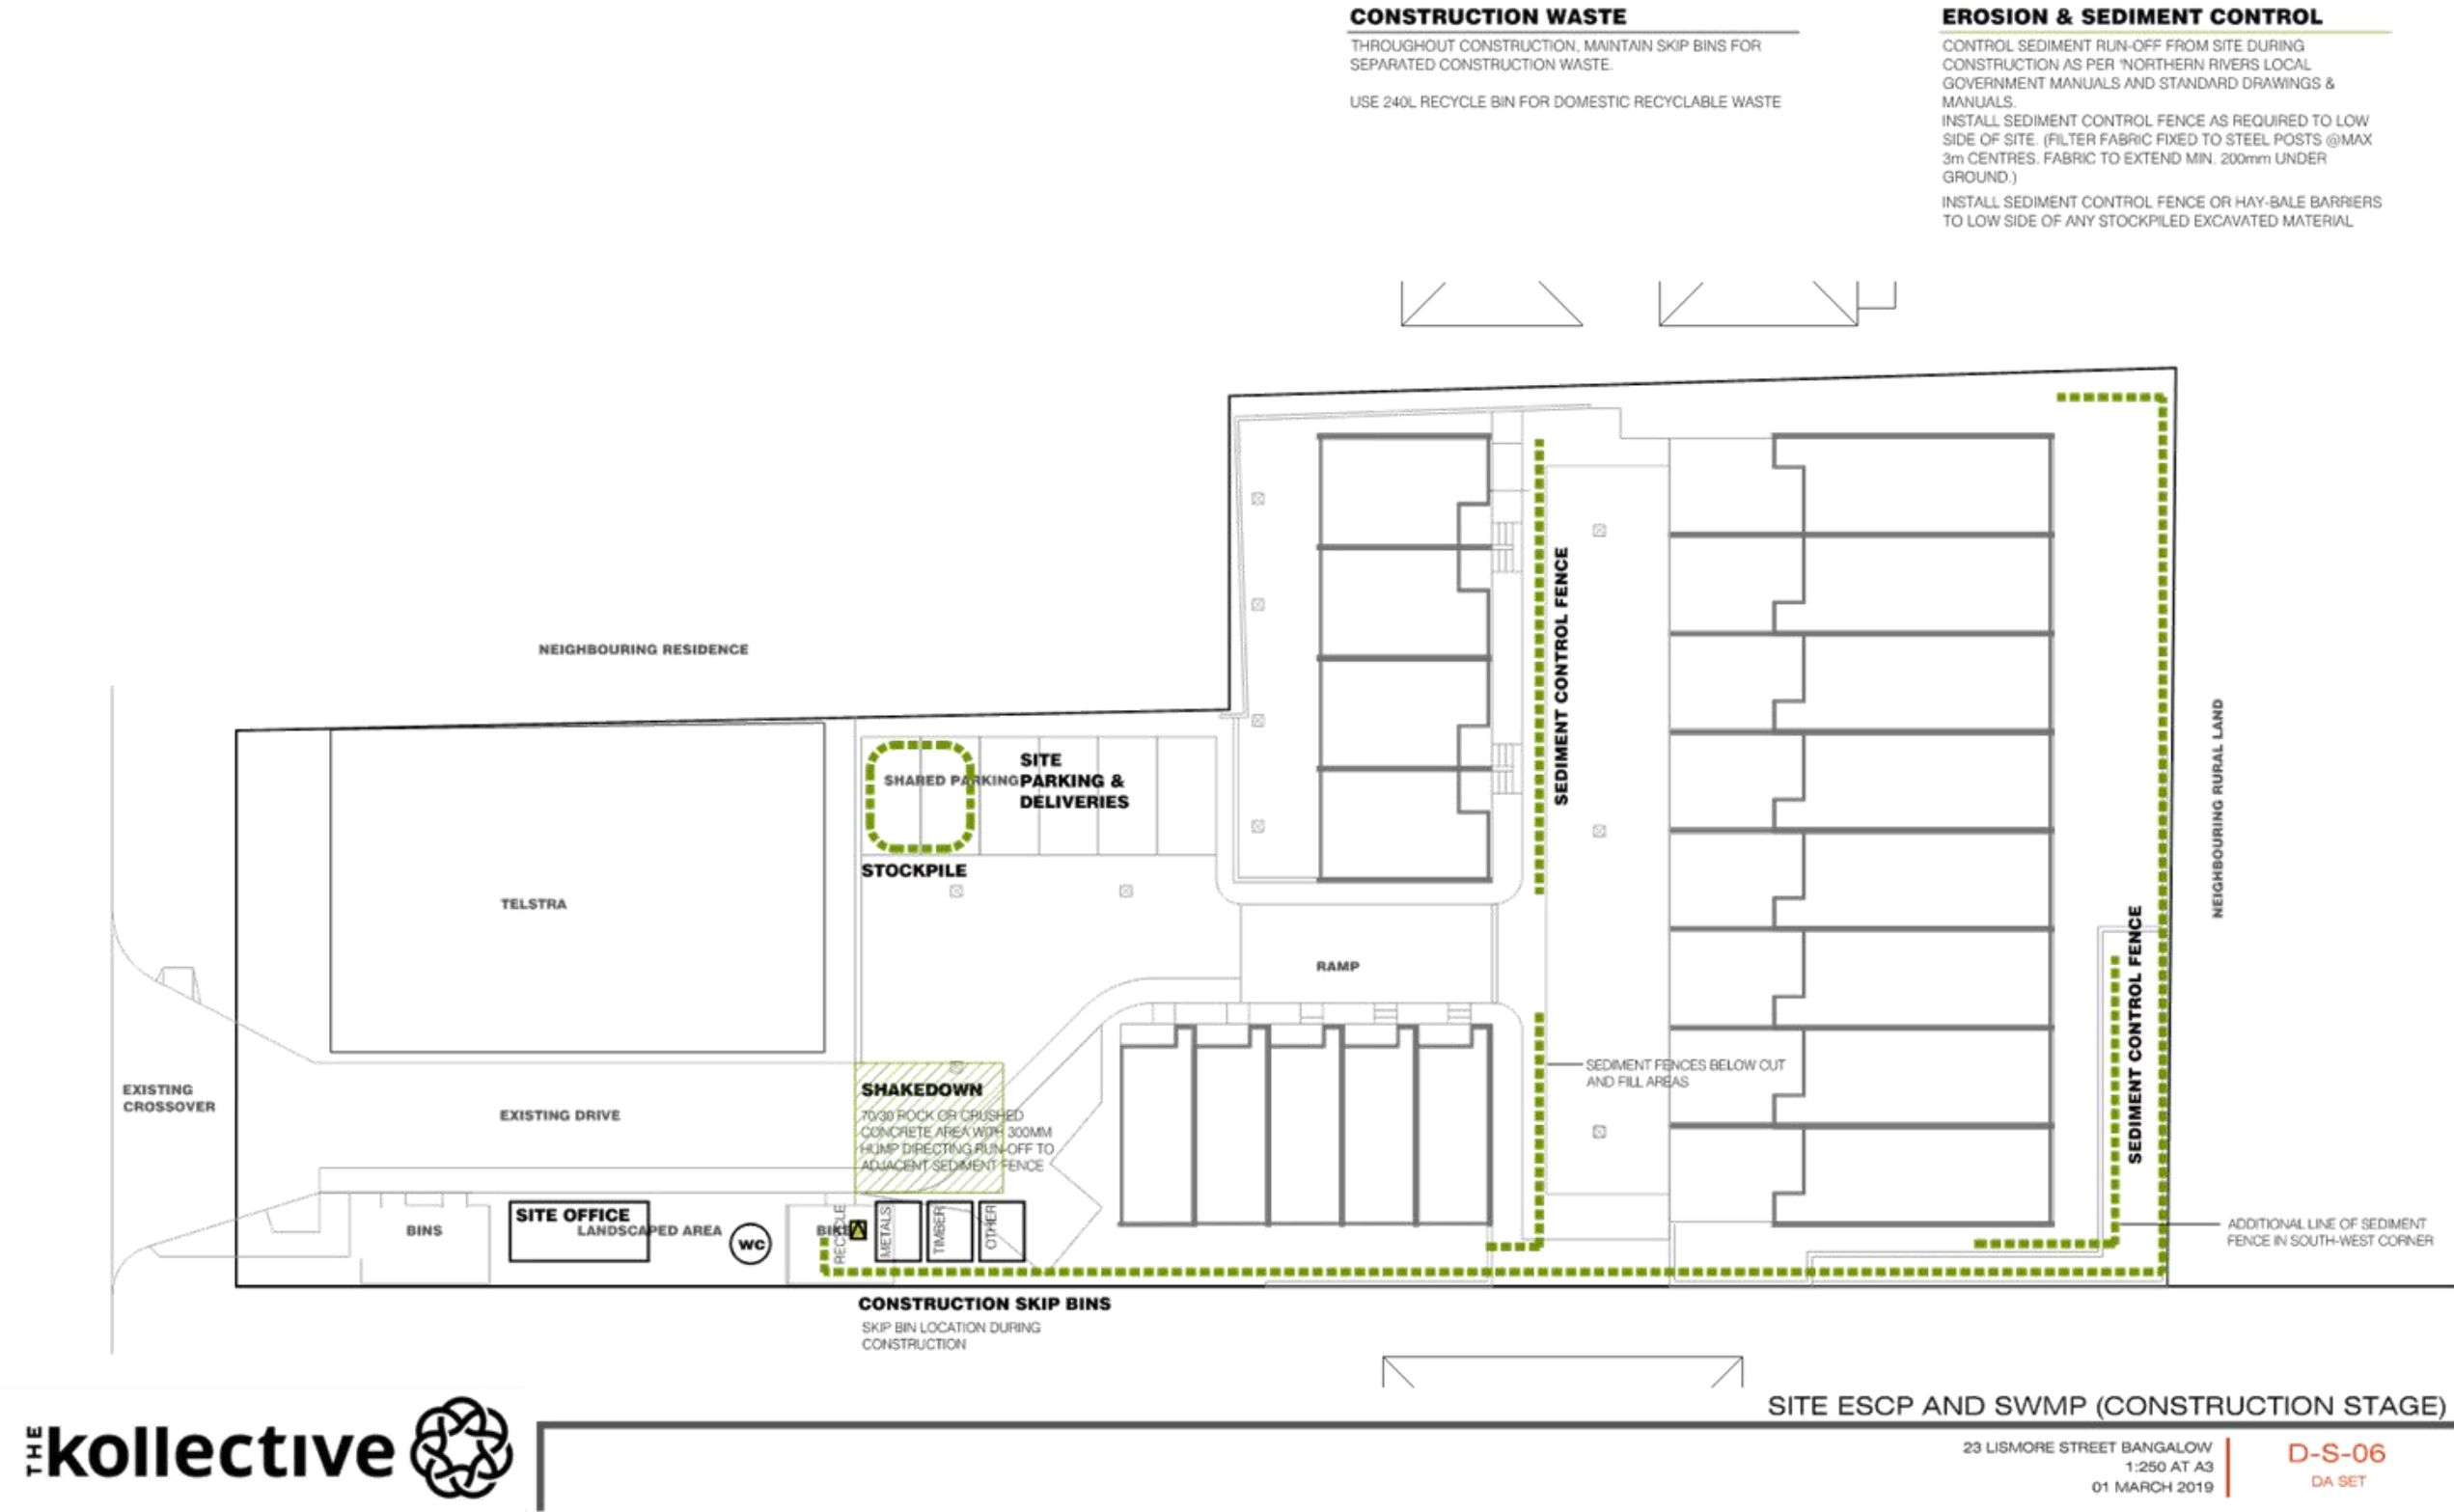 CONSTRUCTION WASTE
THROUGHOUT CONSTRUCTION, MAINTAIN SKIP BINS FOR
SEPARATED CONSTRUCTION WASTE.
USE 240L RECYCLE BIN FOR DOMESTIC RECYCLABLE WASTE
EROSION & SEDIMENT CONTROL
CONTROL SEDIMENT RUN-OFF FROM SITE DURING
CONSTRUCTION AS PER 'NORTHERN RIVERS LOCAL
GOVERNMENT MANUALS AND STANDARD DRAWINGS &
MANUALS.
INSTALL SEDIMENT CONTROL FENCE AS REQUIRED TO LOW
SIDE OF SITE. (FILTER FABRIC FIXED TO STEEL POSTS @MAX
3m CENTRES. FABRIC TO EXTEND MIN. 200mm UNDER
GROUND.)
INSTALL SEDIMENT CONTROL FENCE OR HAY-BALE BARRIERS
TO LOW SIDE OF ANY STOCKPILED EXCAVATED MATERIAL
NEIGHBOURING RESIDENCE
SHARED PARKING
SITE
PARKING &
DELIVERIES
STOCKPILE
TELSTRA
SEDIMENT CONTROL FENCE
NEIGHBOURING RURAL LAND
RAMP
SEDIMENT CONTROL FENCE
SEDIMENT FENCES BELOW CUT
AND FILL AREAS
EXISTING
CROSSOVER
EXISTING DRIVE
SHAKEDOWN
70/30 ROCK OR CRUSHED
CONCRETE AREA WITH 300MM
HUMP DIRECTING RUN-OFF TO
ADJACENT SEDIMENT FENCE
BINS
SITE OFFICE
LANDSCAPED AREA
WC
BIKE
RECYCLE
METALS
TIMBER
OTHER
ADDITIONAL LINE OF SEDIMENT
FENCE IN SOUTH-WEST CORNER
CONSTRUCTION SKIP BINS
SKIP BIN LOCATION DURING
CONSTRUCTION
THE kollective
SITE ESCP AND SWMP (CONSTRUCTION STAGE)
23 LISMORE STREET BANGALOW
1:250 AT A3
01 MARCH 2019
D-S-06
DA SET